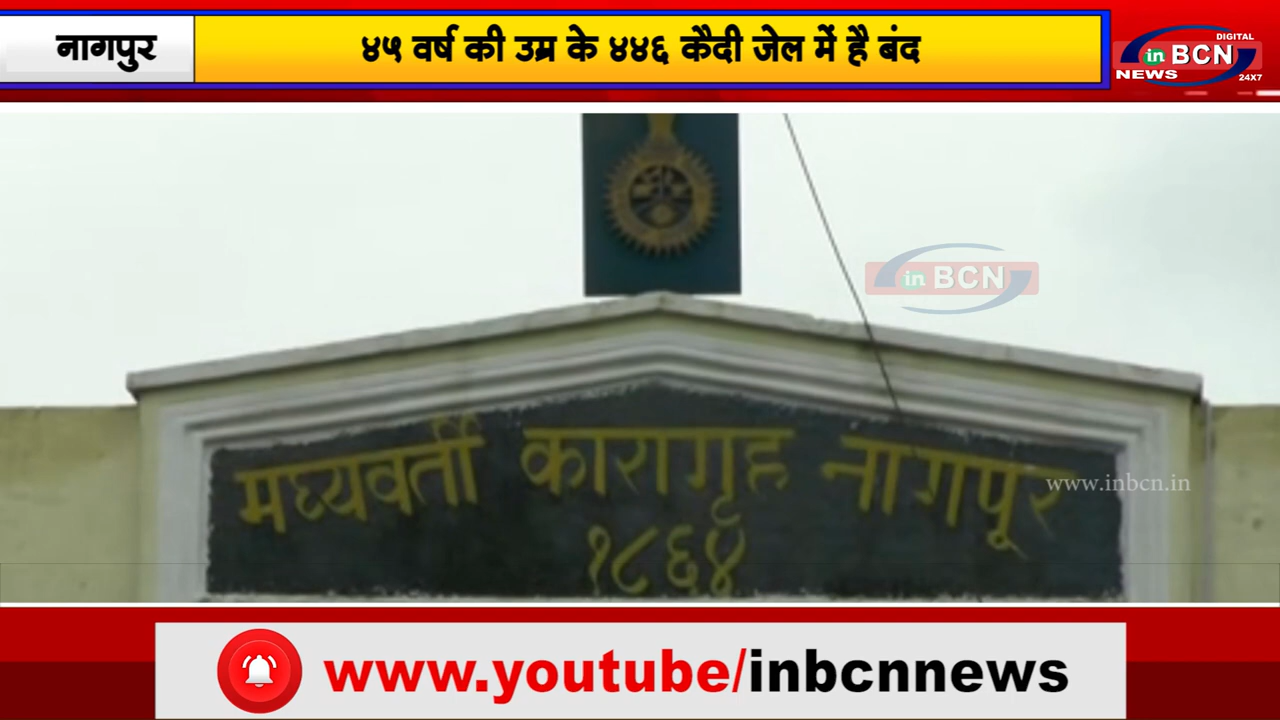 नागपुर
४५ वर्ष की उम्र के ४४६ कैदी जेल में है बंद
DIGITAL
in BCN
NEWS 24X7
in BCN
मध्यवर्ती कारागृह नागपूर
www.inbcn.in
१८६४
www.youtube/inbcnnews